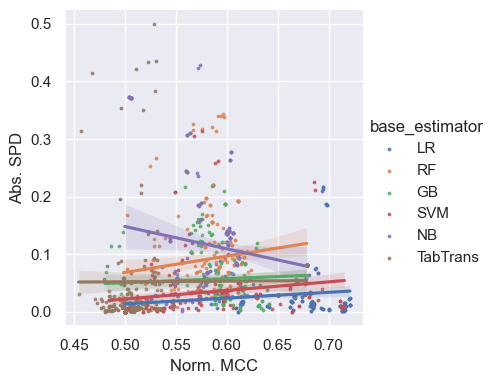 0.5
0.4
0.3
0.2
0.1
0.0
Abs. SPD
0.45 0.50 0.55 0.60 0.65 0.70
Norm. MCC
base_estimator
LR
RF
GB
SVM
NB
TabTrans